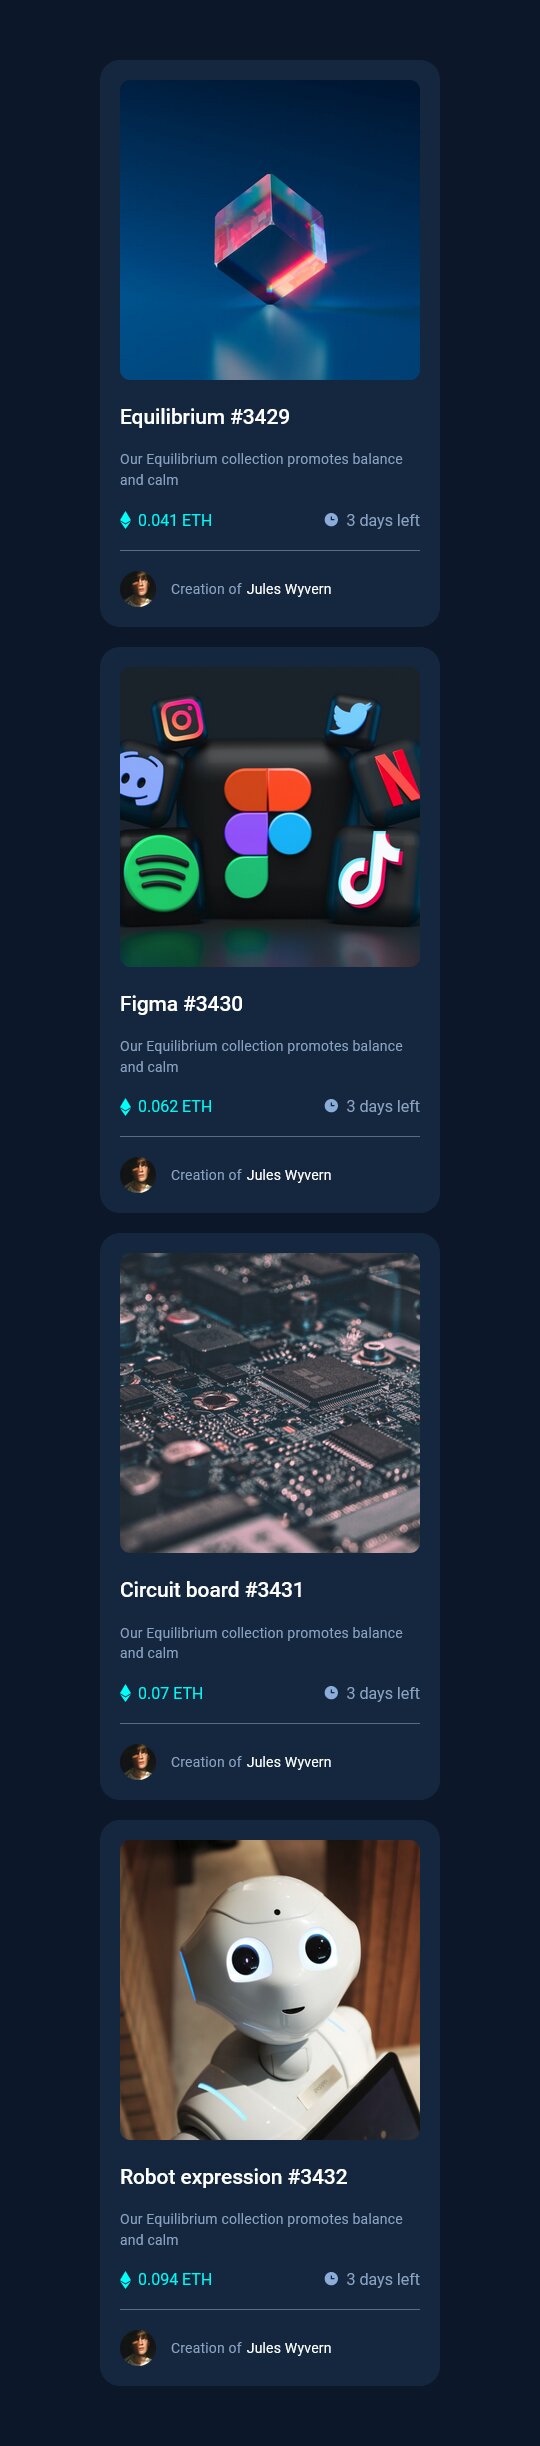 Equilibrium #3429
Our Equilibrium collection promotes balance
and calm
0.041 ETH
3 days left
Creation of Jules Wyvern
Figma #3430
Our Equilibrium collection promotes balance
and calm
0.062 ETH
3 days left
Creation of Jules Wyvern
Circuit board #3431
Our Equilibrium collection promotes balance
and calm
0.07 ETH
3 days left
Creation of Jules Wyvern
Robot expression #3432
Our Equilibrium collection promotes balance
and calm
0.094 ETH
3 days left
Creation of Jules Wyvern